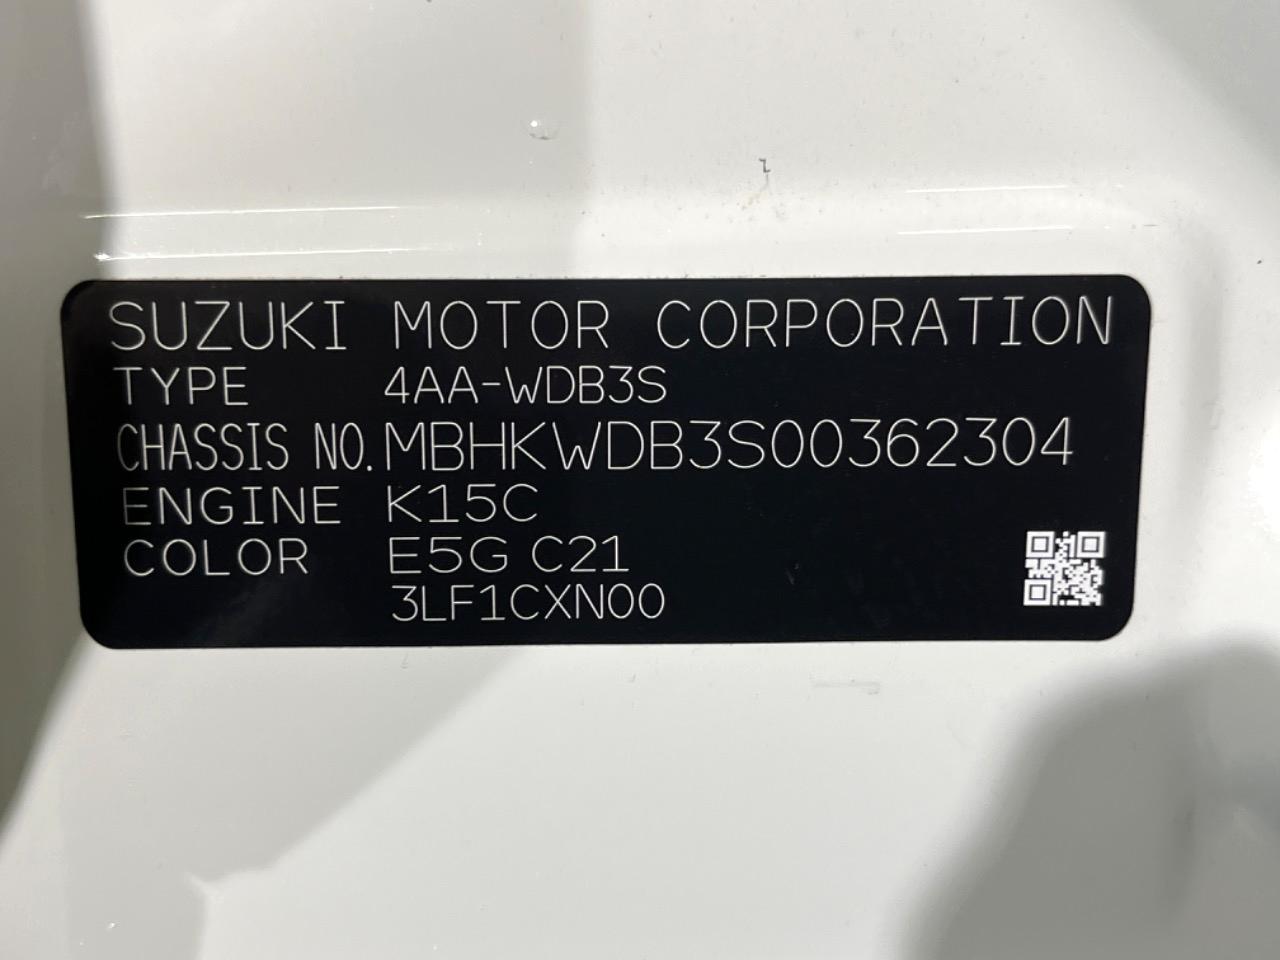 SUZUKI MOTOR CORPORATION
TYPE 4AA-WDB3S
CHASSIS NO. MBHKWDB3S00362304
ENGINE K15C
COLOR E5G C21
3LF1CXN00